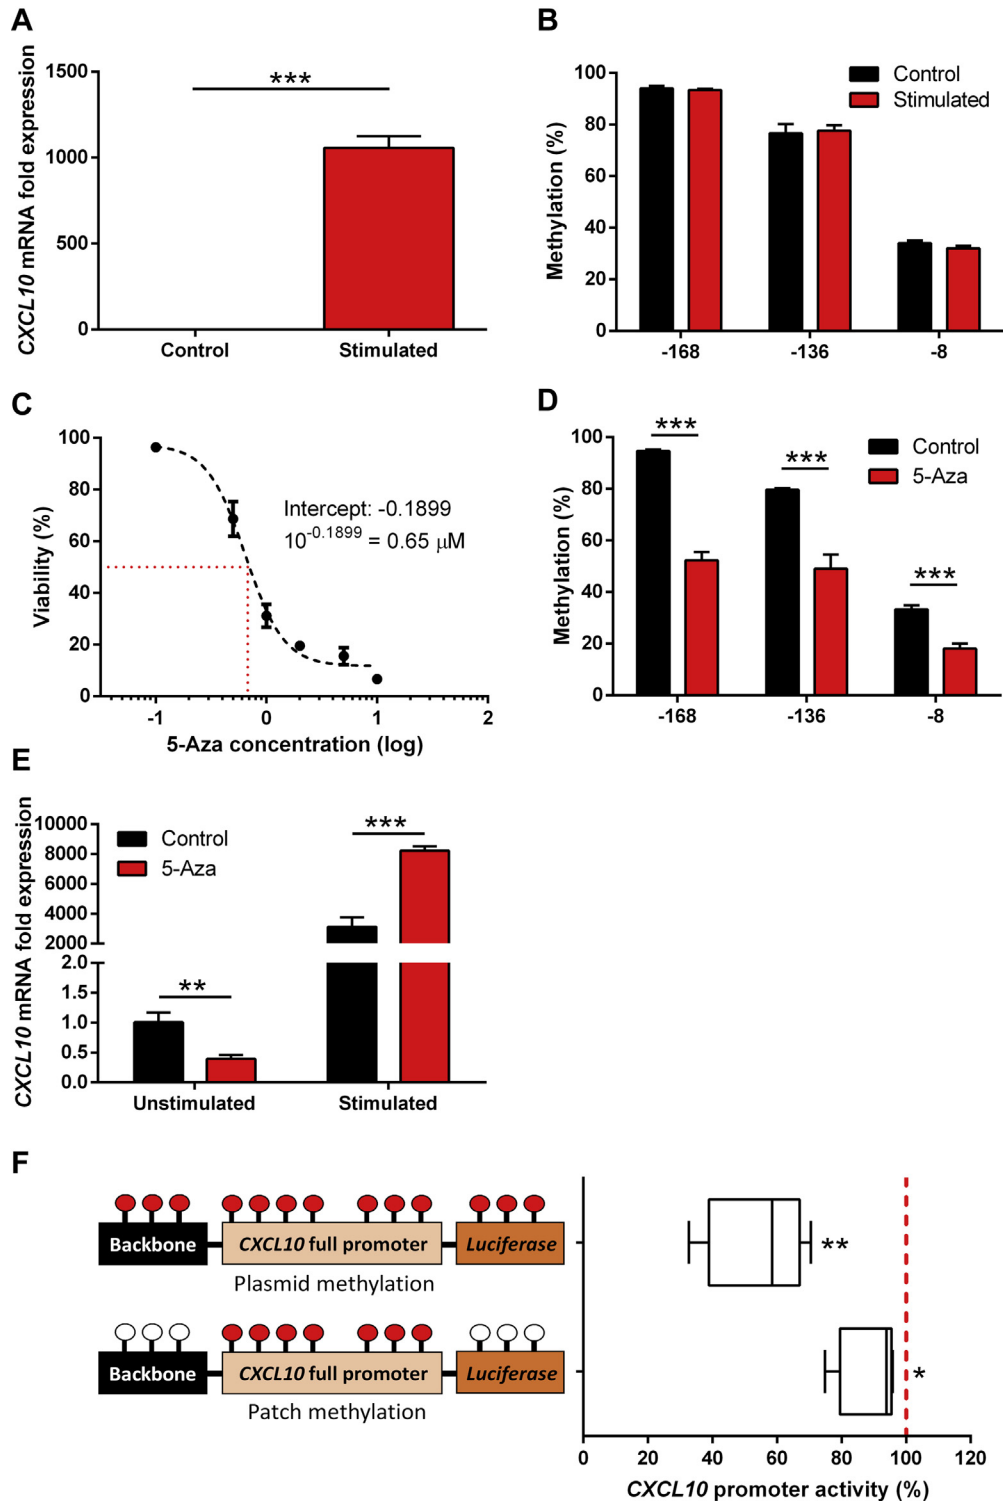 A
CXCL10 mRNA fold expression
1500
1000
500
0
***
Control
Stimulated
B
Methylation (%)
100
80
60
40
20
0
Control
Stimulated
-168
-136
-8
C
Viability (%)
100
80
60
40
20
0
Intercept: -0.1899
10^-0.1899 = 0.65 μM
-1
0
1
2
5-Aza concentration (log)
D
Methylation (%)
100
80
60
40
20
0
***
***
***
Control
5-Aza
-168
-136
-8
E
CXCL10 mRNA fold expression
10000
8000
6000
4000
2000
2.0
1.5
1.0
0.5
0.0
Control
5-Aza
**
***
Unstimulated
Stimulated
F
Backbone
CXCL10 full promoter
Luciferase
Plasmid methylation
Backbone
CXCL10 full promoter
Luciferase
Patch methylation
**
*
0
20
40
60
80
100
120
CXCL10 promoter activity (%)